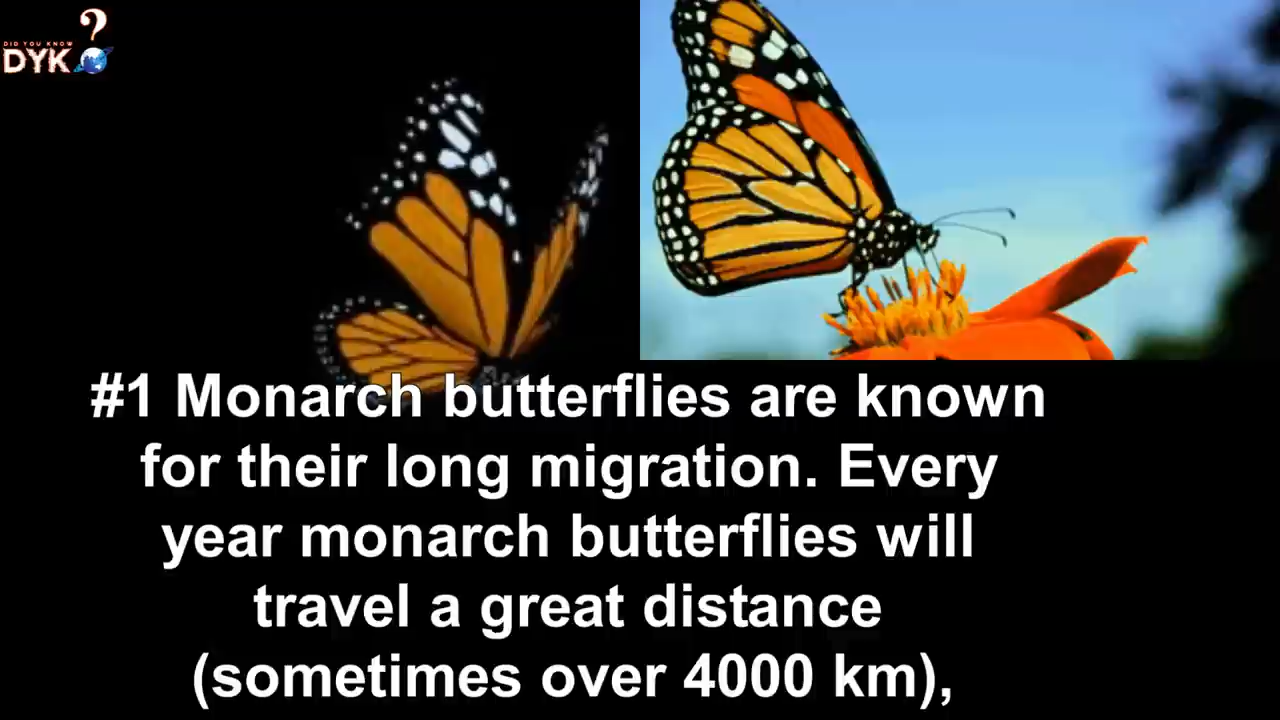 ?
DID YOU KNOW
DYK
#1 Monarch butterflies are known
for their long migration. Every
year monarch butterflies will
travel a great distance
(sometimes over 4000 km),